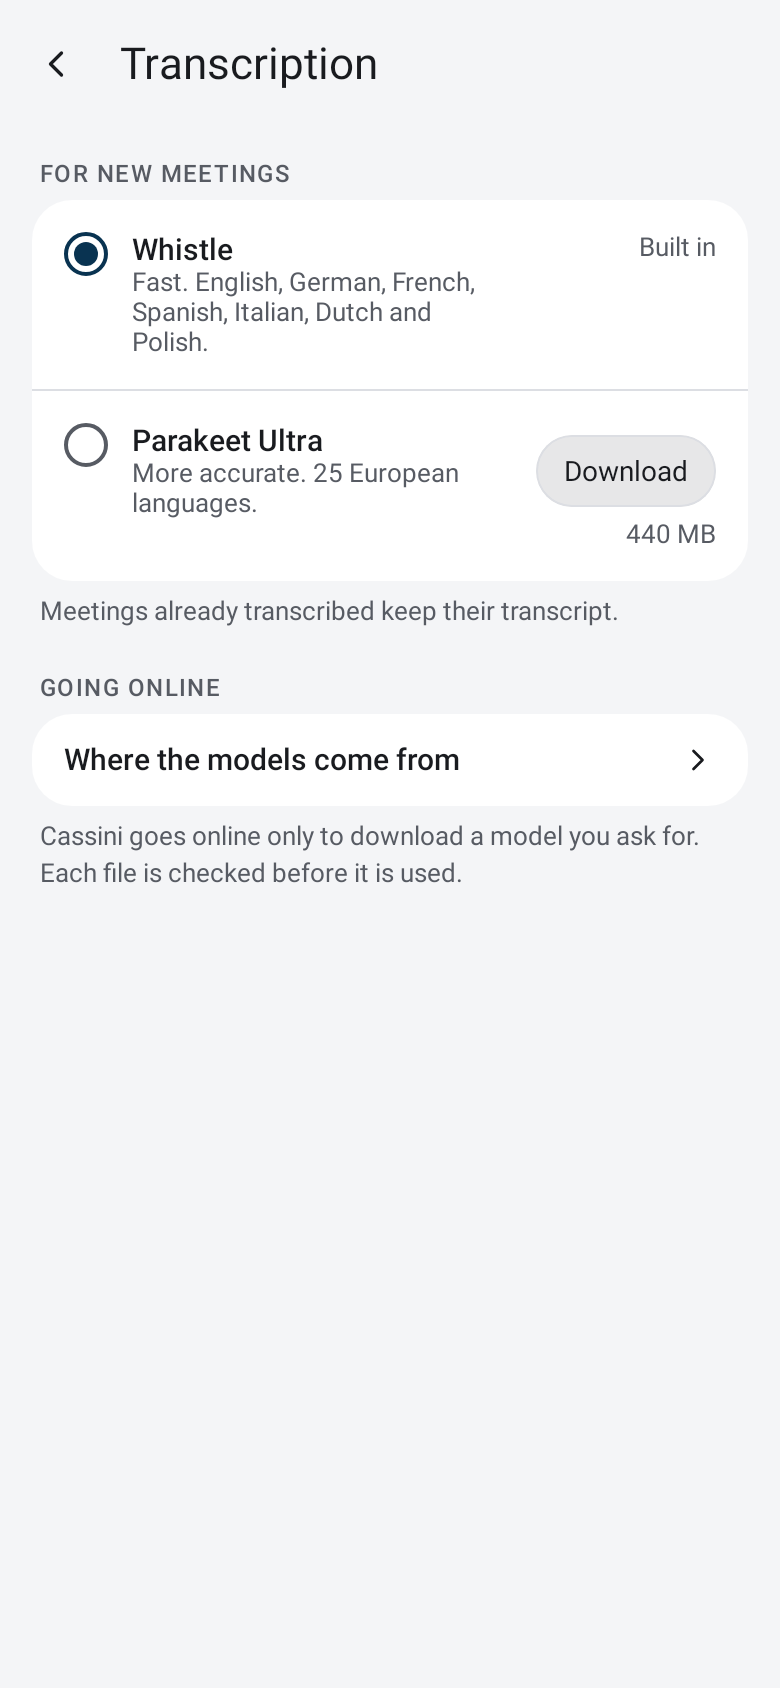 Transcription
FOR NEW MEETINGS
Whistle
Built in
Fast. English, German, French,
Spanish, Italian, Dutch and
Polish.
Parakeet Ultra
More accurate. 25 European
languages.
Download
440 MB
Meetings already transcribed keep their transcript.
GOING ONLINE
Where the models come from
Cassini goes online only to download a model you ask for.
Each file is checked before it is used.